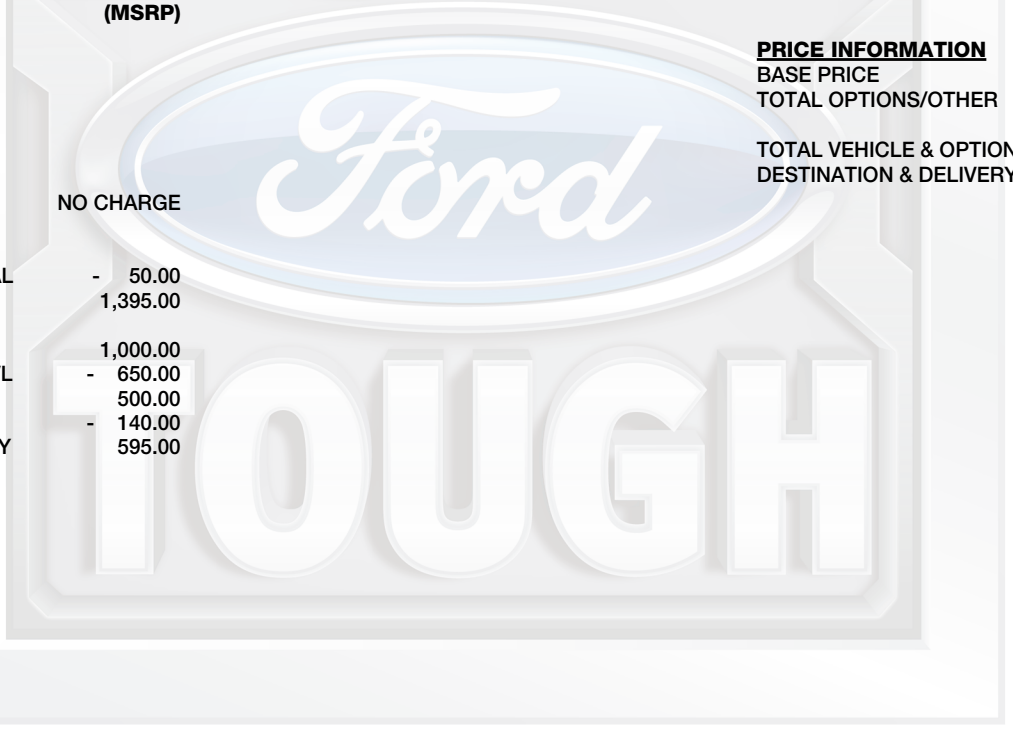 (MSRP)
PRICE INFORMATION
BASE PRICE
TOTAL OPTIONS/OTHER
TOTAL VEHICLE & OPTION
DESTINATION & DELIVERY
NO CHARGE
AL - 50.00
1,395.00
1,000.00
- 650.00
500.00
- 140.00
Y 595.00
Ford
TOUGH